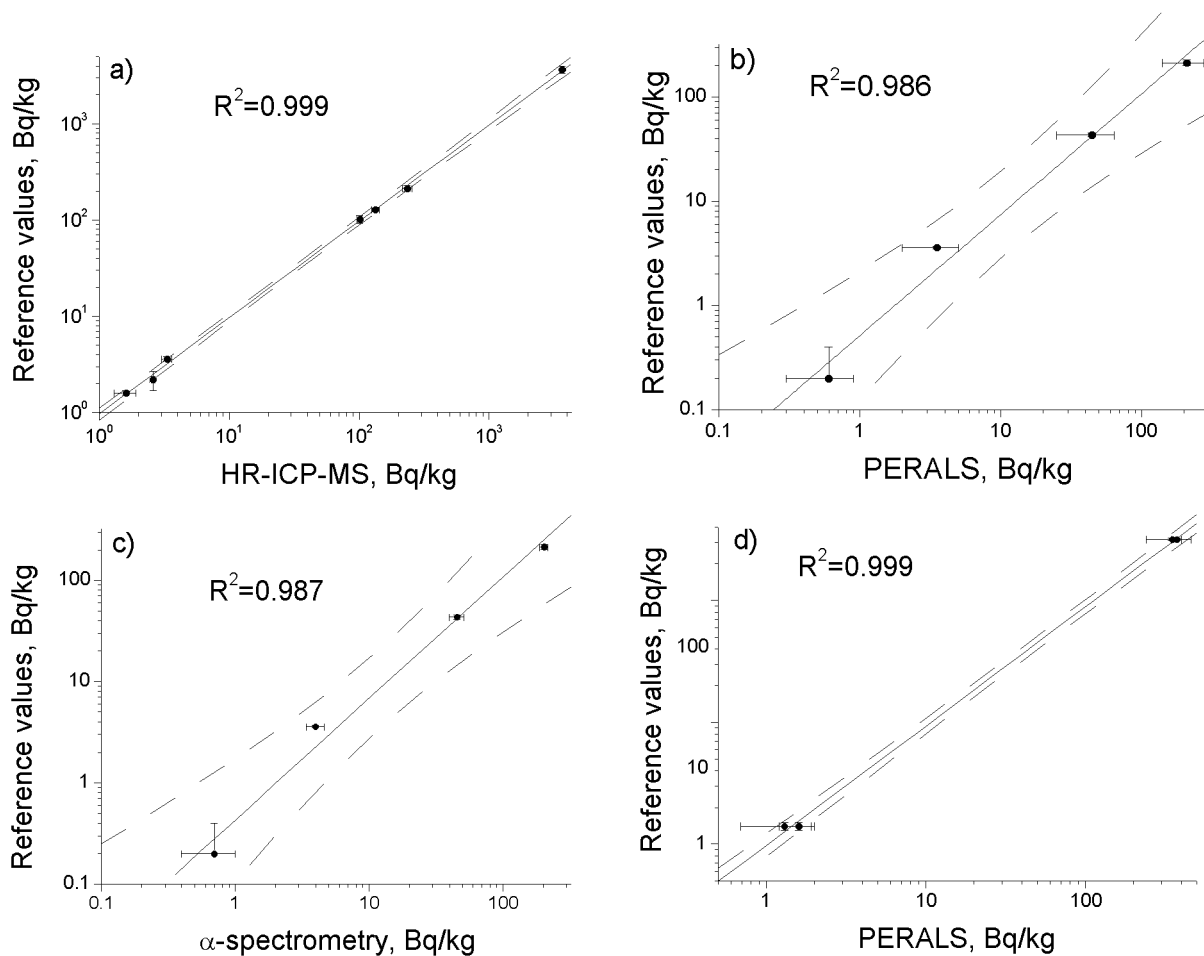 a)
R²=0.999
Reference values, Bq/kg
10³
10²
10¹
10⁰
10⁰ 10¹ 10² 10³
HR-ICP-MS, Bq/kg
b)
R²=0.986
Reference values, Bq/kg
100
10
1
0.1
0.1 1 10 100
PERALS, Bq/kg
c)
R²=0.987
Reference values, Bq/kg
100
10
1
0.1
0.1 1 10 100
α-spectrometry, Bq/kg
d)
R²=0.999
Reference values, Bq/kg
100
10
1
1 10 100
PERALS, Bq/kg